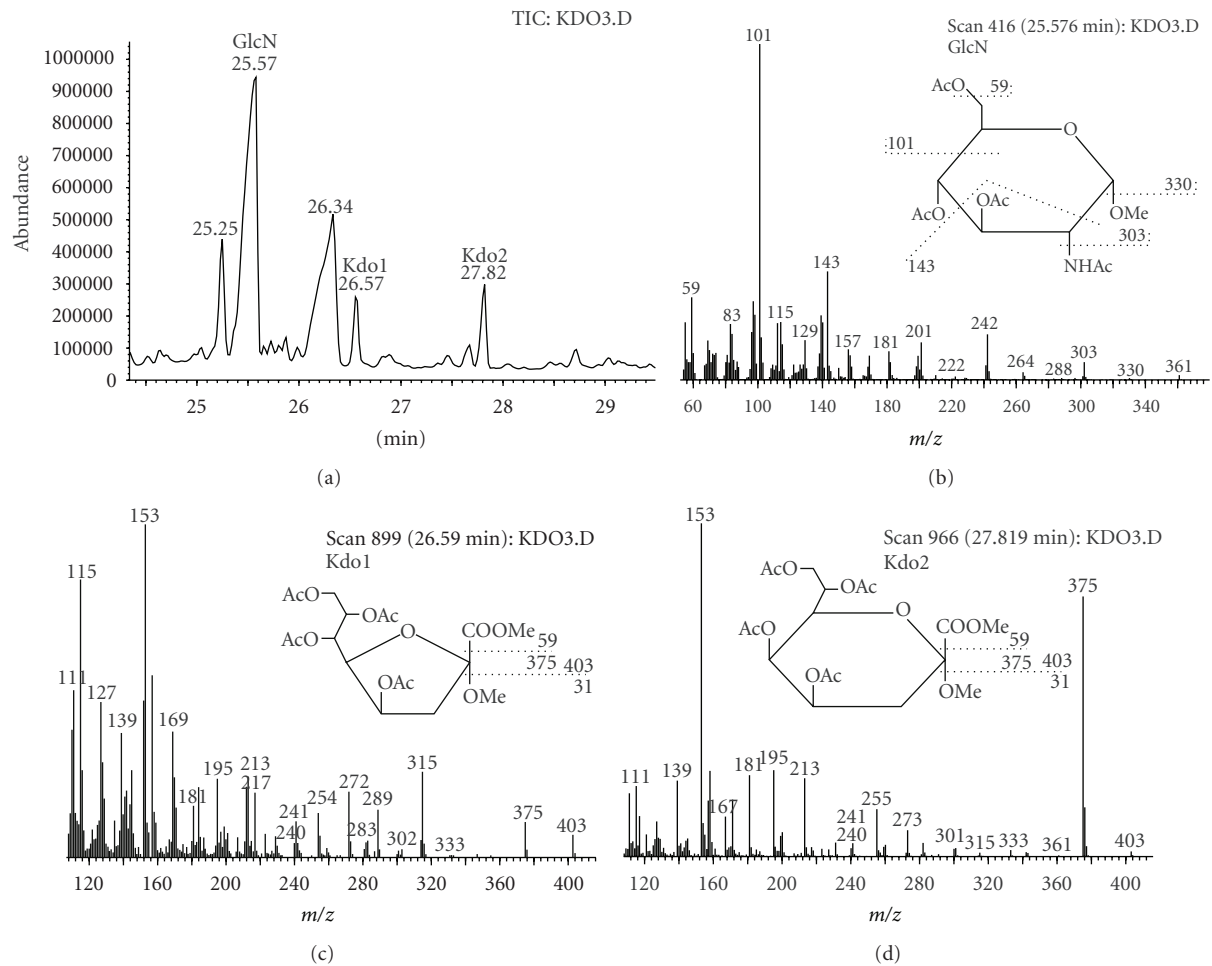 TIC: KDO3.D
Abundance
1000000
900000
800000
700000
600000
500000
400000
300000
200000
100000
0
GlcN
25.57
25.25
26.34
Kdo1
26.57
Kdo2
27.82
25 26 27 28 29
(min)
(a)
Scan 416 (25.576 min): KDO3.D
GlcN
101
AcO
59
O
101
330
AcO
OAc
OMe
303
143
NHAc
59
83
115
129
143
157
181
201
222
242
264
288
303
330
361
60 100 140 180 220 260 300 340
m/z
(b)
Scan 899 (26.59 min): KDO3.D
Kdo1
AcO
OAc
AcO
O
COOMe
59
375 403
31
OAc
OMe
153
115
111
127
139
169
181
195
213
217
241
240
254
272
283
289
302
315
333
375
403
120 160 200 240 280 320 360 400
m/z
(c)
Scan 966 (27.819 min): KDO3.D
Kdo2
AcO
OAc
O
AcO
COOMe
59
375 403
31
OAc
OMe
153
375
111
139
167
181
195
213
241
240
255
273
301
315
333
361
403
120 160 200 240 280 320 360 400
m/z
(d)